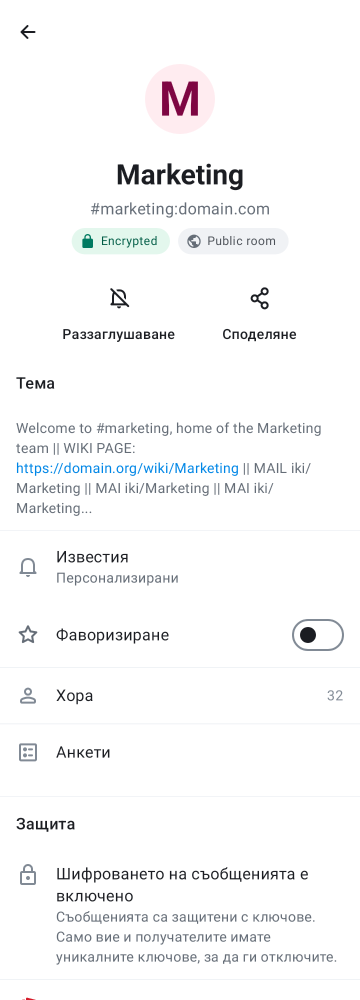 M
Marketing
#marketing:domain.com
Encrypted
Public room
Раззаглушаване
Споделяне
Тема
Welcome to #marketing, home of the Marketing
team || WIKI PAGE:
https://domain.org/wiki/Marketing || MAIL iki/
Marketing || MAI iki/Marketing || MAI iki/
Marketing...
Известия
Персонализирани
Фаворизиране
Хора
32
Анкети
Защита
Шифроването на съобщенията е
включено
Съобщенията са защитени с ключове.
Само вие и получателите имате
уникалните ключове, за да ги отключите.